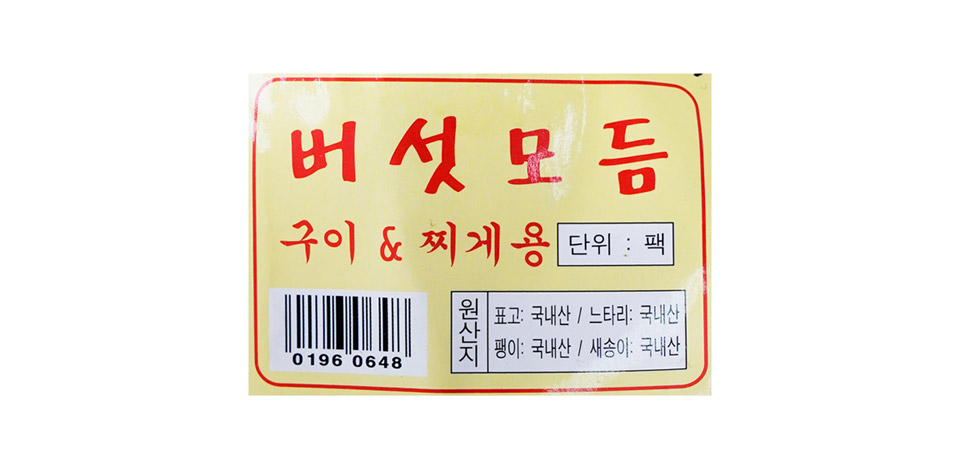 버섯모듬
구이 & 찌게용 단위 : 팩
원산지
표고: 국내산 / 느타리: 국내산
팽이: 국내산 / 새송이: 국내산
0196 0648